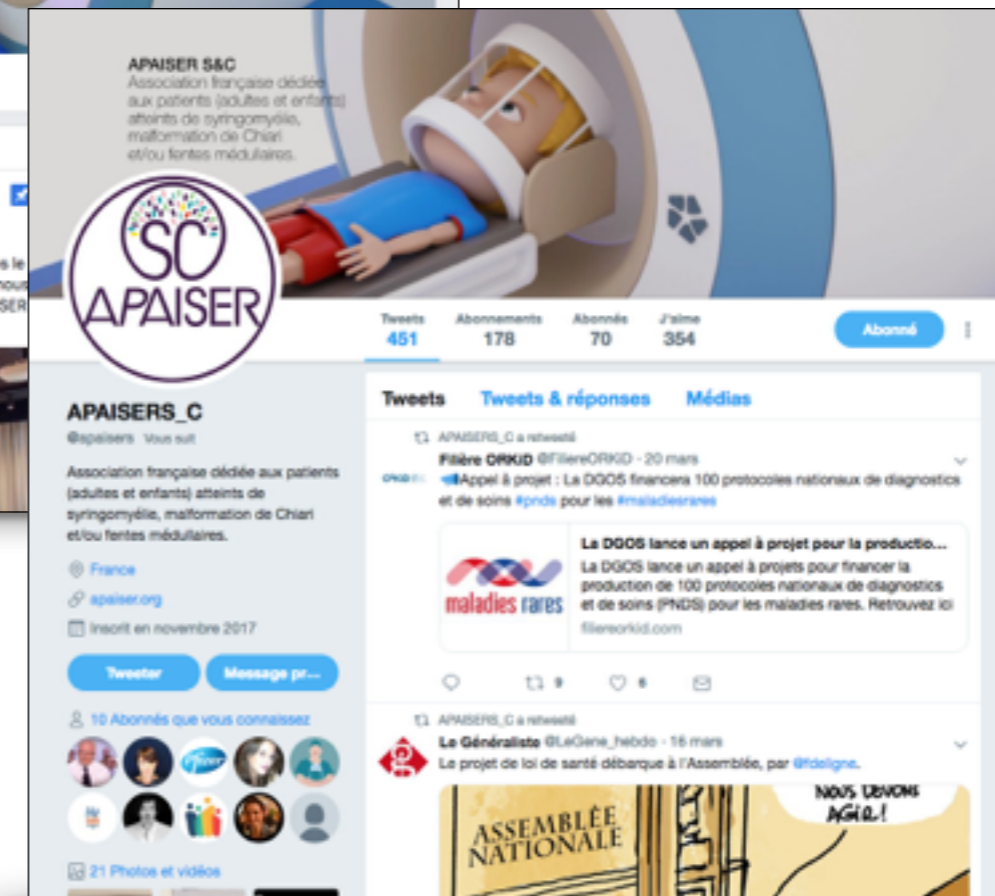 APAISER S&C
Association française dédiée
aux patients (adultes et enfants)
atteints de syringomyélie,
malformation de Chiari
et/ou fentes médullaires.
SC
APAISER
s le
nous
SER
Tweets
451
Abonnements
178
Abonnés
70
J'aime
354
Abonné
APAISERS_C
@apaisers Vous suit
Association française dédiée aux patients
(adultes et enfants) atteints de
syringomyélie, malformation de Chiari
et/ou fentes médullaires.
France
apaiser.org
Inscrit en novembre 2017
Tweeter
Message pr...
10 Abonnés que vous connaissez
Pfizer
21 Photos et vidéos
Tweets
Tweets & réponses
Médias
APAISERS_C a retweeté
Filière ORKiD @FiliereORKiD - 20 mars
Appel à projet : La DGOS financera 100 protocoles nationaux de diagnostics
et de soins #pnds pour les #maladiesrares
maladies rares
La DGOS lance un appel à projet pour la productio...
La DGOS lance un appel à projets pour financer la
production de 100 protocoles nationaux de diagnostics
et de soins (PNDS) pour les maladies rares. Retrouvez ici
filiereorkid.com
9
6
APAISERS_C a retweeté
Le Généraliste @LeGene_hebdo - 16 mars
Le projet de loi de santé débarque à l'Assemblée, par @fdeligne.
ASSEMBLÉE
NATIONALE
NOUS DEVONS
AGIR!